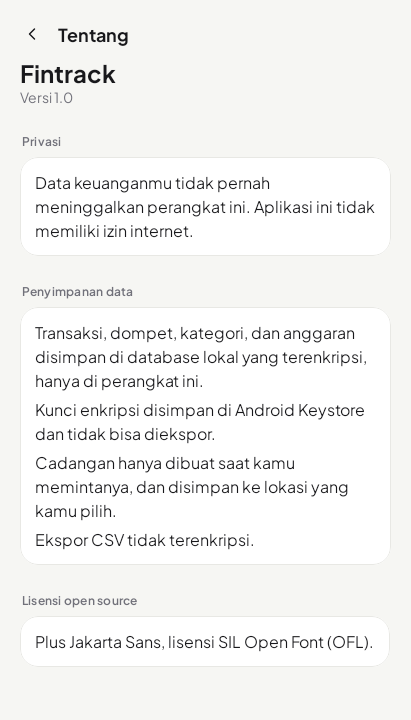 Tentang
Fintrack
Versi 1.0
Privasi
Data keuanganmu tidak pernah
meninggalkan perangkat ini. Aplikasi ini tidak
memiliki izin internet.
Penyimpanan data
Transaksi, dompet, kategori, dan anggaran
disimpan di database lokal yang terenkripsi,
hanya di perangkat ini.
Kunci enkripsi disimpan di Android Keystore
dan tidak bisa diekspor.
Cadangan hanya dibuat saat kamu
memintanya, dan disimpan ke lokasi yang
kamu pilih.
Ekspor CSV tidak terenkripsi.
Lisensi open source
Plus Jakarta Sans, lisensi SIL Open Font (OFL).